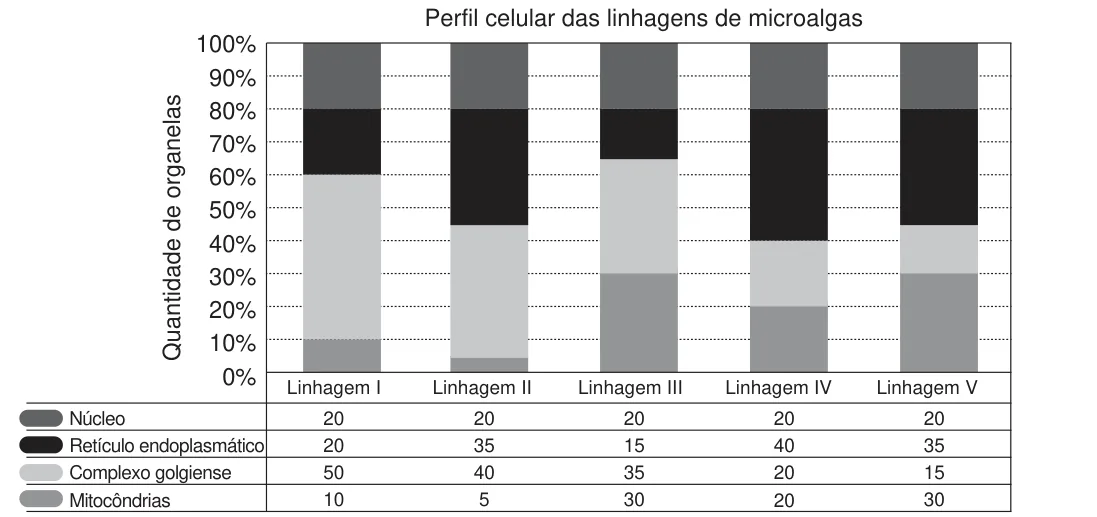 Perfil celular das linhagens de microalgas
Quantidade de organelas
100%
90%
80%
70%
60%
50%
40%
30%
20%
10%
0%
Linhagem I Linhagem II Linhagem III Linhagem IV Linhagem V
Núcleo 20 20 20 20 20
Retículo endoplasmático 20 35 15 40 35
Complexo golgiense 50 40 35 20 15
Mitocôndrias 10 5 30 20 30